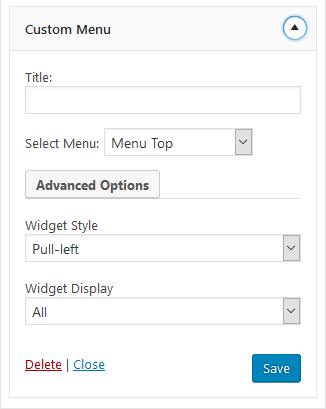 Custom Menu
Title:
Select Menu: Menu Top
Advanced Options
Widget Style
Pull-left
Widget Display
All
Delete | Close Save